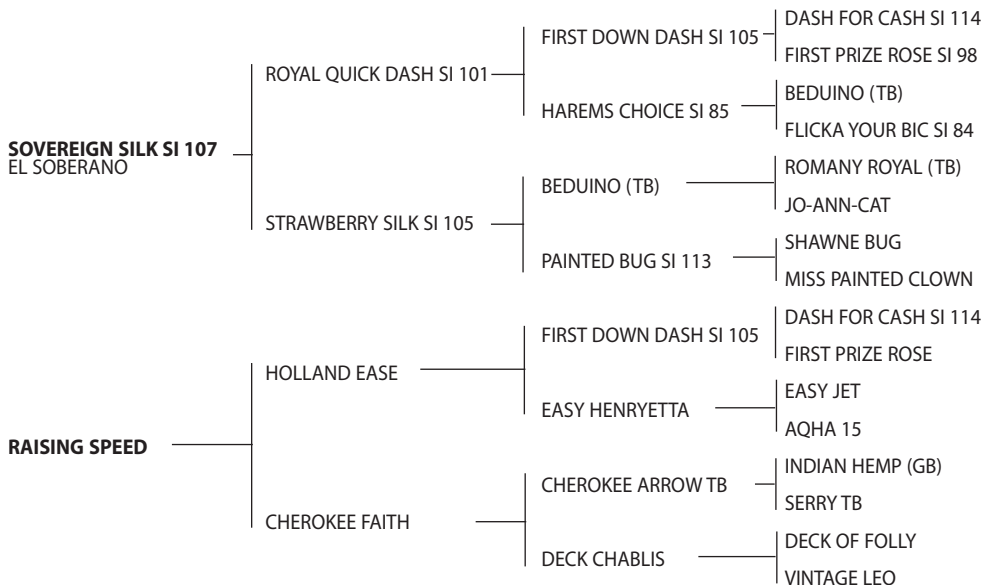 DASH FOR CASH SI 114
FIRST DOWN DASH SI 105
FIRST PRIZE ROSE SI 98
ROYAL QUICK DASH SI 101
BEDUINO (TB)
HAREMS CHOICE SI 85
FLICKA YOUR BIC SI 84
SOVEREIGN SILK SI 107
EL SOBERANO
ROMANY ROYAL (TB)
BEDUINO (TB)
JO-ANN-CAT
STRAWBERRY SILK SI 105
SHAWNE BUG
PAINTED BUG SI 113
MISS PAINTED CLOWN
DASH FOR CASH SI 114
FIRST DOWN DASH SI 105
FIRST PRIZE ROSE
HOLLAND EASE
EASY JET
EASY HENRYETTA
AQHA 15
RAISING SPEED
INDIAN HEMP (GB)
CHEROKEE ARROW TB
SERRY TB
CHEROKEE FAITH
DECK OF FOLLY
DECK CHABLIS
VINTAGE LEO